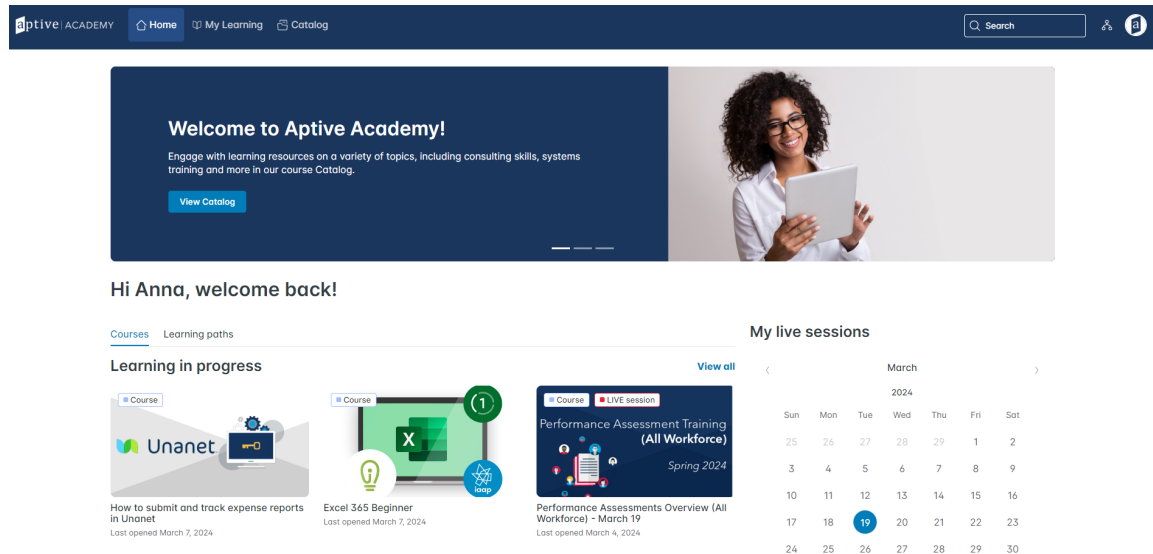 aptive | ACADEMY
Home
My Learning
Catalog
Search
a
Welcome to Aptive Academy!
Engage with learning resources on a variety of topics, including consulting skills, systems
training and more in our course Catalog.
View Catalog
Hi Anna, welcome back!
Courses
Learning paths
Learning in progress
View all
Course
Unanet
How to submit and track expense reports
in Unanet
Last opened March 7, 2024
Course
1
X
iaap
Excel 365 Beginner
Last opened March 7, 2024
Course
LIVE session
Performance Assessment Training
(All Workforce)
Spring 2024
Performance Assessments Overview (All
Workforce) - March 19
Last opened March 4, 2024
My live sessions
March
2024
Sun Mon Tue Wed Thu Fri Sat
25 26 27 28 29 1 2
3 4 5 6 7 8 9
10 11 12 13 14 15 16
17 18 19 20 21 22 23
24 25 26 27 28 29 30